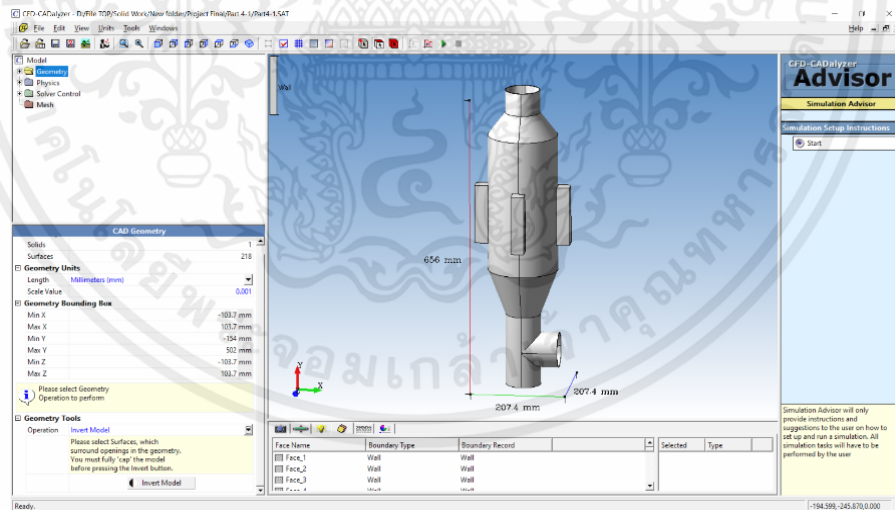 CFD-CADalyzer - D:/File TOP/Solid Work/New folder/Project Final/Part 4-1/Part4-1.SAT
File Edit View Units Tools Windows Help
Model
Geometry
Physics
Solver Control
Mesh
CAD Geometry
Solids 1
Surfaces 218
Geometry Units
Length Millimeters (mm)
Scale Value 0.001
Geometry Bounding Box
Min X -103.7 mm
Max X 103.7 mm
Min Y -154 mm
Max Y 502 mm
Min Z -103.7 mm
Max Z 103.7 mm
Please select Geometry
Operation to perform
Geometry Tools
Operation Invert Model
Please select Surfaces, which
surround openings in the geometry.
You must fully 'cap' the model
before pressing the Invert button.
Invert Model
Ready.
Wall
656 mm
207.4 mm
207.4 mm
Y
X
Face Name Boundary Type Boundary Record
Face_1 Wall Wall
Face_2 Wall Wall
Face_3 Wall Wall
Selected Type
CFD-CADalyzer
Advisor
Simulation Advisor
Simulation Setup Instructions
Start
Simulation Advisor will only
provide instructions and
suggestions to the user on how to
set up and run a simulation. All
simulation tasks will have to be
performed by the user
-194.599,-245.870,0.000